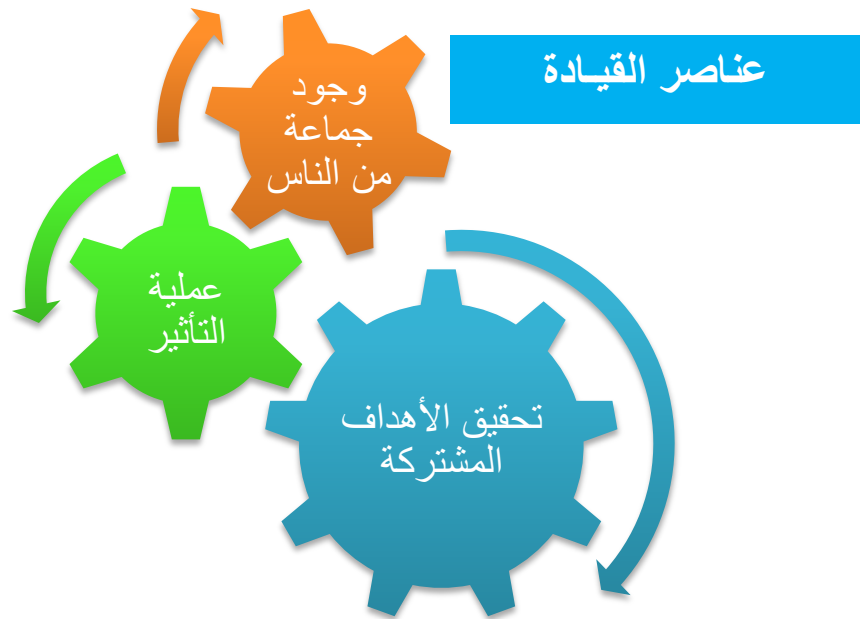 عناصر القيـادة
وجود
جماعة
من الناس
عملية
التأثير
تحقيق الأهداف
المشتركة